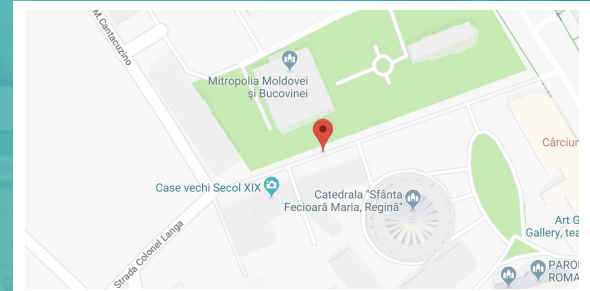 M.Cantacuzino
Mitropolia Moldovei
și Bucovinei
Cârciur
Case vechi Secol XIX
Catedrala "Sfânta
Fecioară Maria, Regină"
Art G
Gallery, tea
Strada Colonel Langa
PARO
ROMA